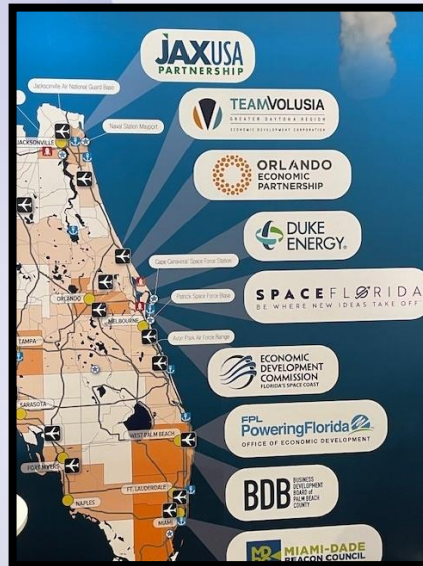 JAXUSA
PARTNERSHIP
Jacksonville Air National Guard Base
TEAMVOLUSIA
GREATER DAYTONA REGION
ECONOMIC DEVELOPMENT CORPORATION
Naval Station Mayport
JACKSONVILLE
ORLANDO
ECONOMIC
PARTNERSHIP
DUKE
ENERGY®
Cape Canaveral Space Force Station
SPACEFLORIDA
BE WHERE NEW IDEAS TAKE OFF
Patrick Space Force Base
ORLANDO
MELBOURNE
Avon Park Air Force Range
TAMPA
ECONOMIC
DEVELOPMENT
COMMISSION
FLORIDA'S SPACE COAST
SARASOTA
FPL
PoweringFlorida
OFFICE OF ECONOMIC DEVELOPMENT
WEST PALM BEACH
FORT MYERS
BDB
BUSINESS
DEVELOPMENT
BOARD of
PALM BEACH
COUNTY
FT. LAUDERDALE
NAPLES
MIAMI
MIAMI-DADE
BEACON COUNCIL